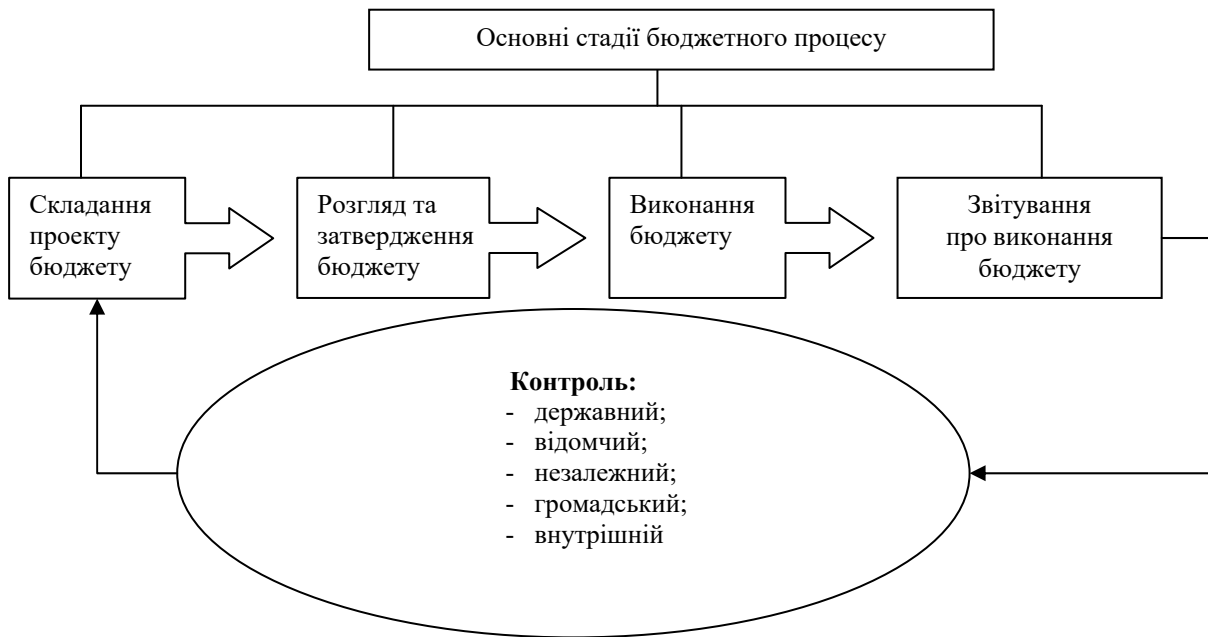 Основні стадії бюджетного процесу
Складання
проекту
бюджету
Розгляд та
затвердження
бюджету
Виконання
бюджету
Звітування
про виконання
бюджету
Контроль:
- державний;
- відомчий;
- незалежний;
- громадський;
- внутрішній